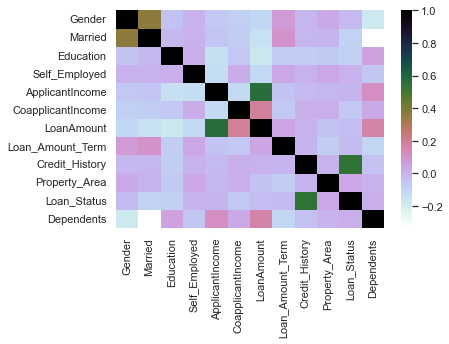 Gender
Married
Education
Self_Employed
ApplicantIncome
CoapplicantIncome
LoanAmount
Loan_Amount_Term
Credit_History
Property_Area
Loan_Status
Dependents
Gender
Married
Education
Self_Employed
ApplicantIncome
CoapplicantIncome
LoanAmount
Loan_Amount_Term
Credit_History
Property_Area
Loan_Status
Dependents
1.0
0.8
0.6
0.4
0.2
0.0
−0.2